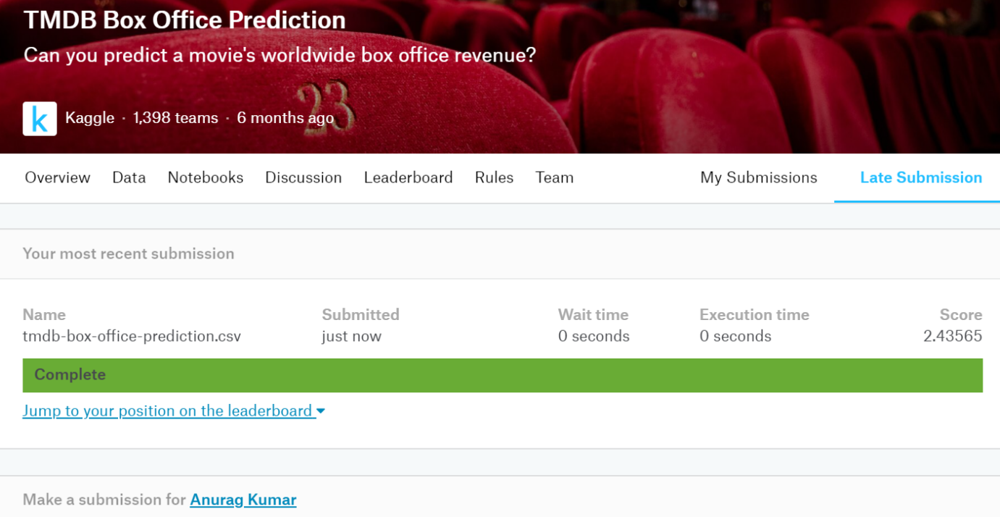 TMDB Box Office Prediction
Can you predict a movie's worldwide box office revenue?
23
k Kaggle · 1,398 teams · 6 months ago
Overview Data Notebooks Discussion Leaderboard Rules Team My Submissions Late Submission
Your most recent submission
Name Submitted Wait time Execution time Score
tmdb-box-office-prediction.csv just now 0 seconds 0 seconds 2.43565
Complete
Jump to your position on the leaderboard
Make a submission for Anurag Kumar